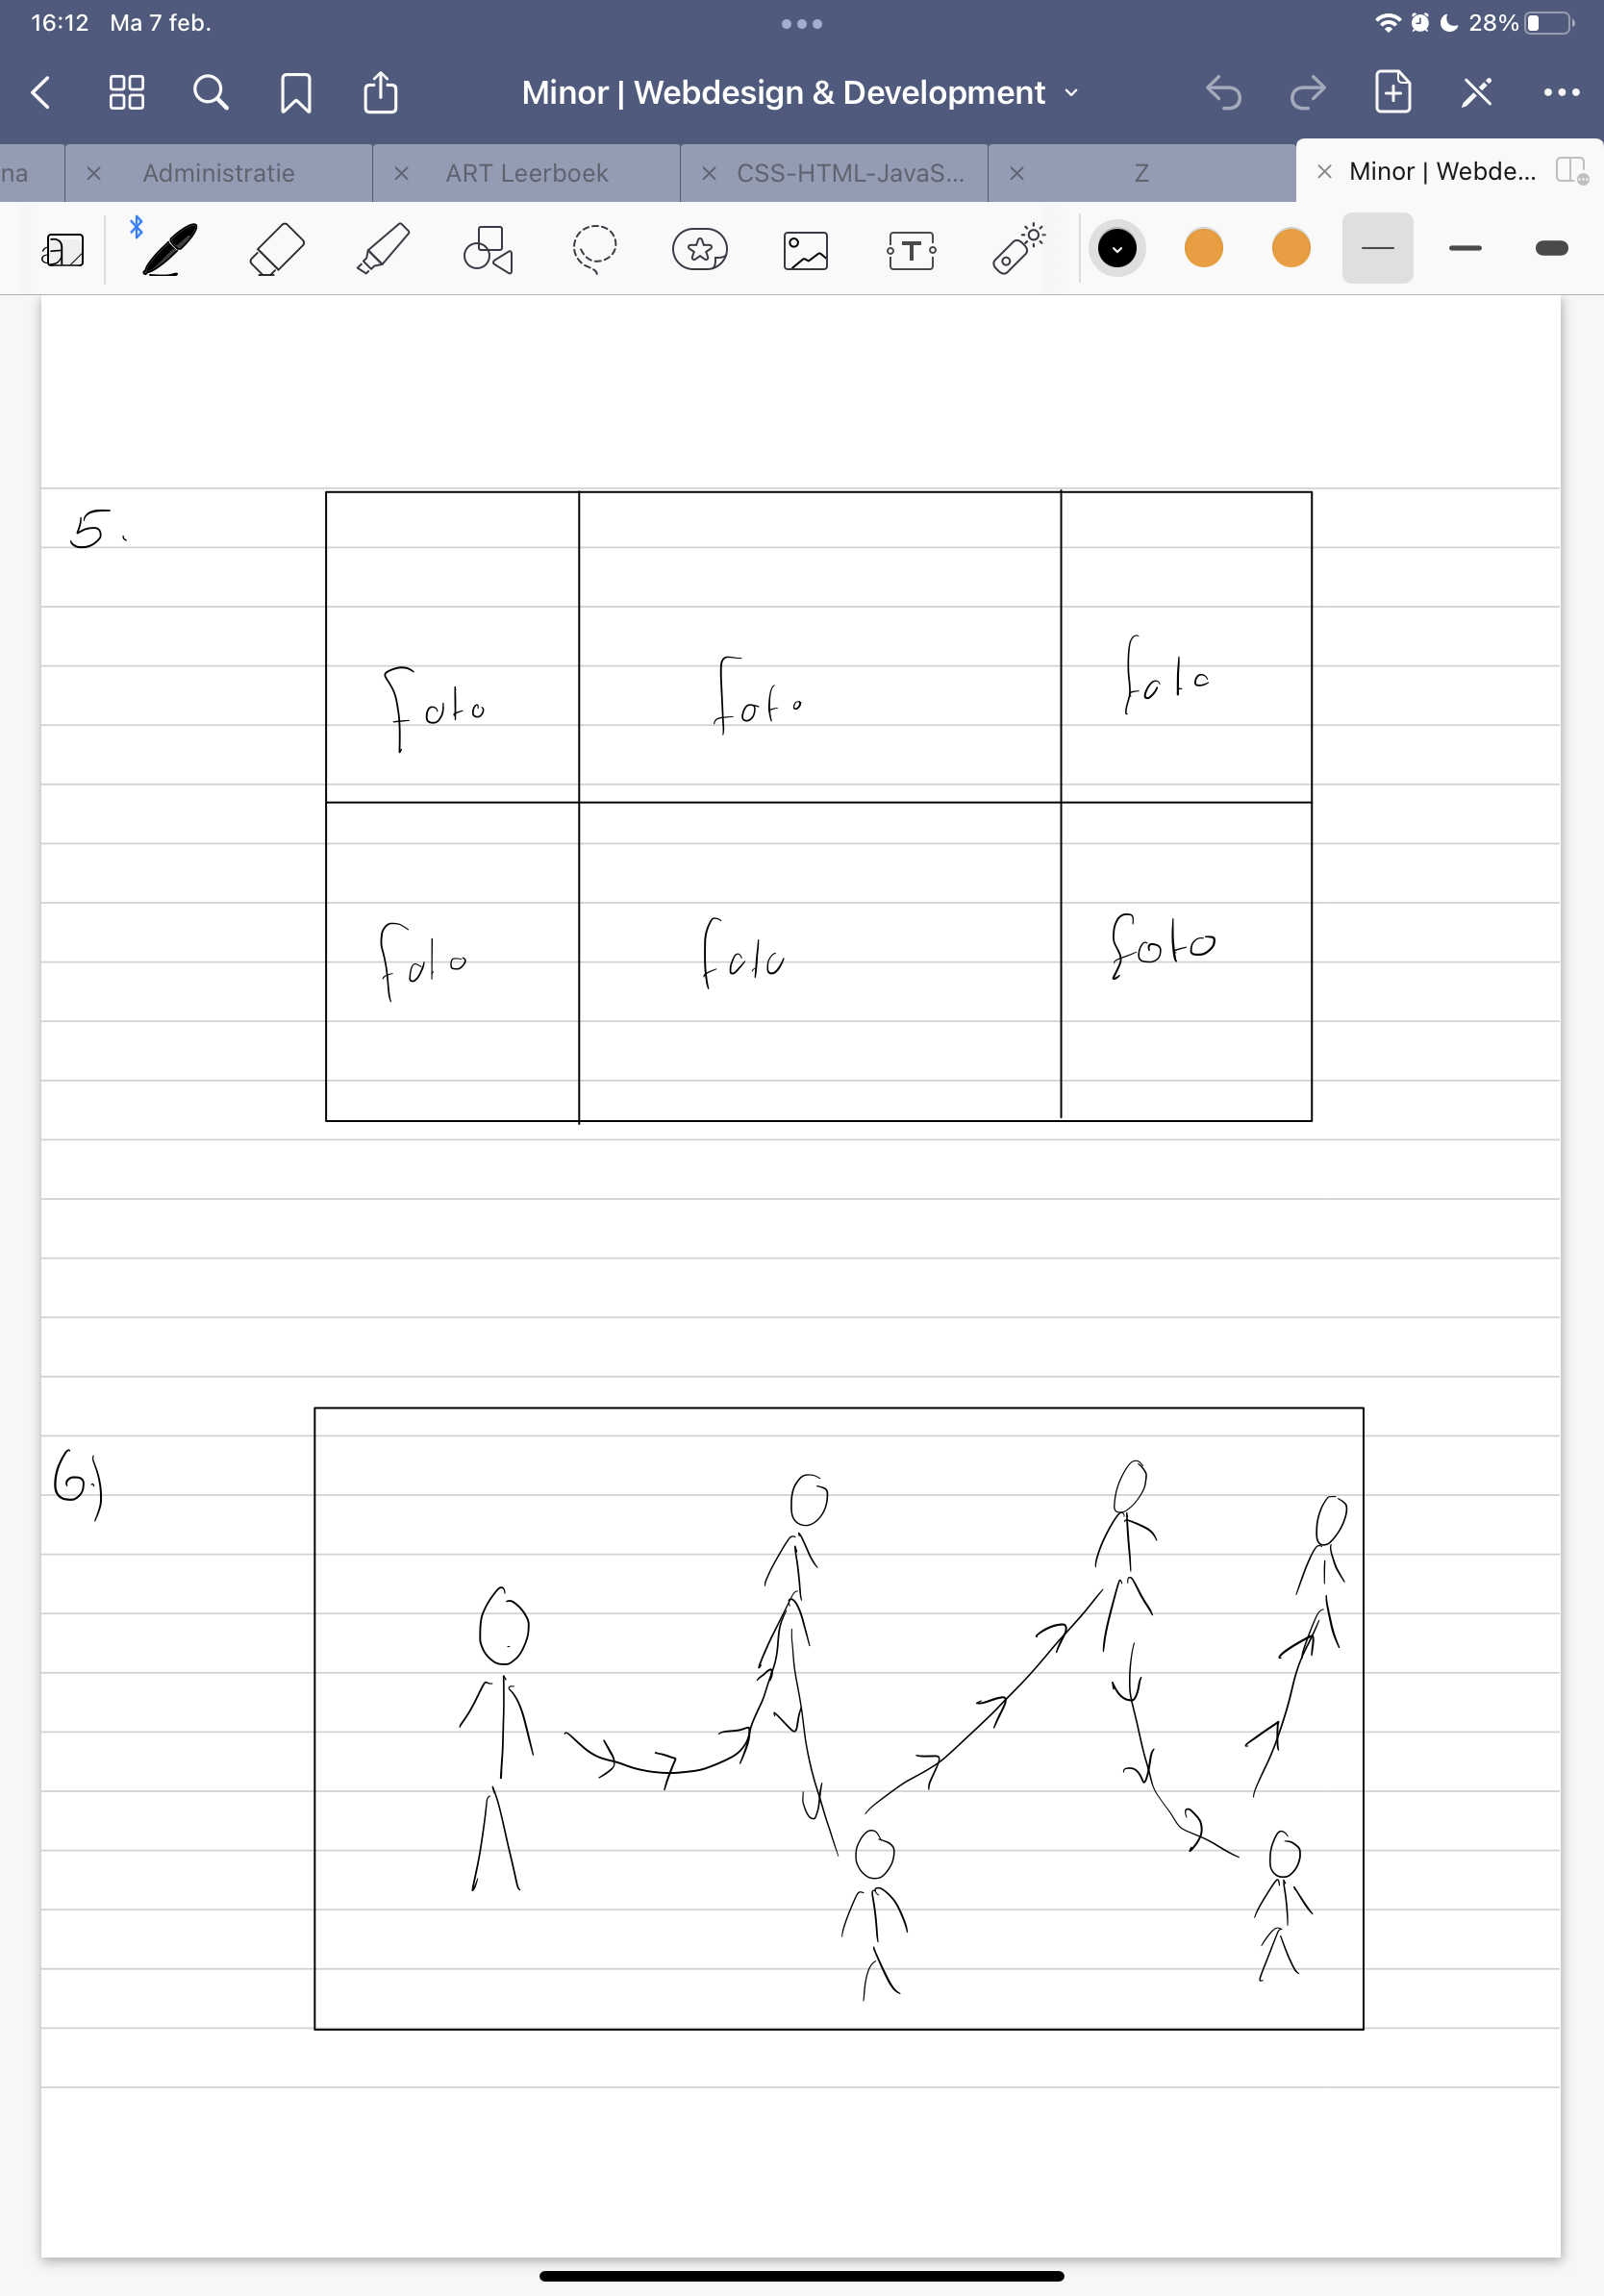 16:12 Ma 7 feb. 28%
Minor | Webdesign & Development
na Administratie ART Leerboek CSS-HTML-JavaS... Z Minor | Webde...
T
5.
foto foto foto
foto foto foto
6.)